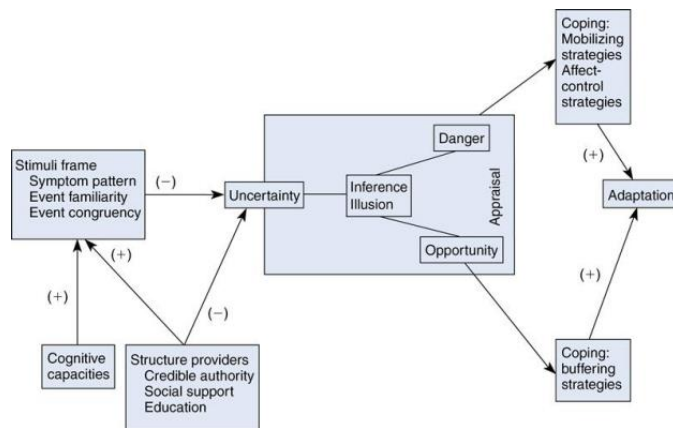 Coping:
Mobilizing
strategies
Affect-
control
strategies
Danger
Stimuli frame
Symptom pattern
Event familiarity
Event congruency
(−)
Uncertainty
Inference
Illusion
Appraisal
(+)
Adaptation
Opportunity
(+)
(+)
(−)
(+)
Cognitive
capacities
Structure providers
Credible authority
Social support
Education
Coping:
buffering
strategies